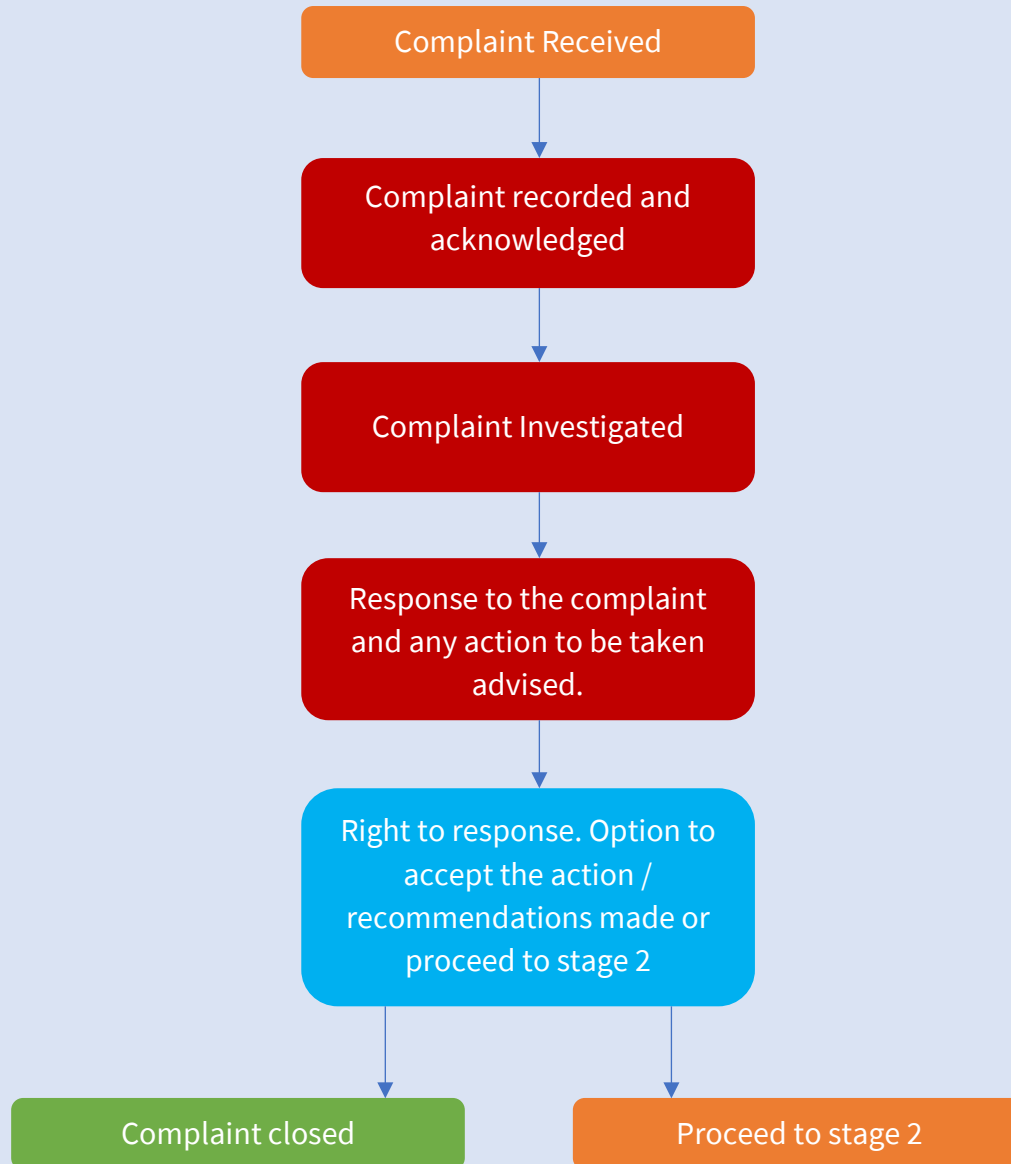 Complaint Received
Complaint recorded and
acknowledged
Complaint Investigated
Response to the complaint
and any action to be taken
advised.
Right to response. Option to
accept the action /
recommendations made or
proceed to stage 2
Complaint closed
Proceed to stage 2